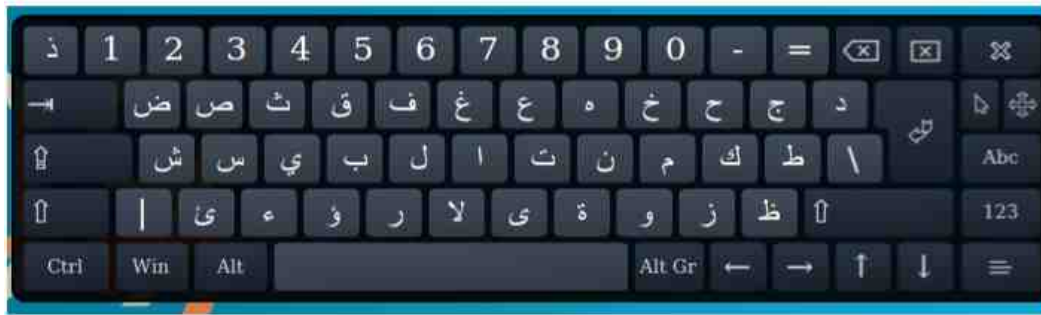 ذ 1 2 3 4 5 6 7 8 9 0 - =
ض ص ث ق ف غ ع ه خ ح ج د
ش س ي ب ل ا ت ن م ك ط \ Abc
| ئ ء ؤ ر لا ى ة و ز ظ 123
Ctrl Win Alt Alt Gr